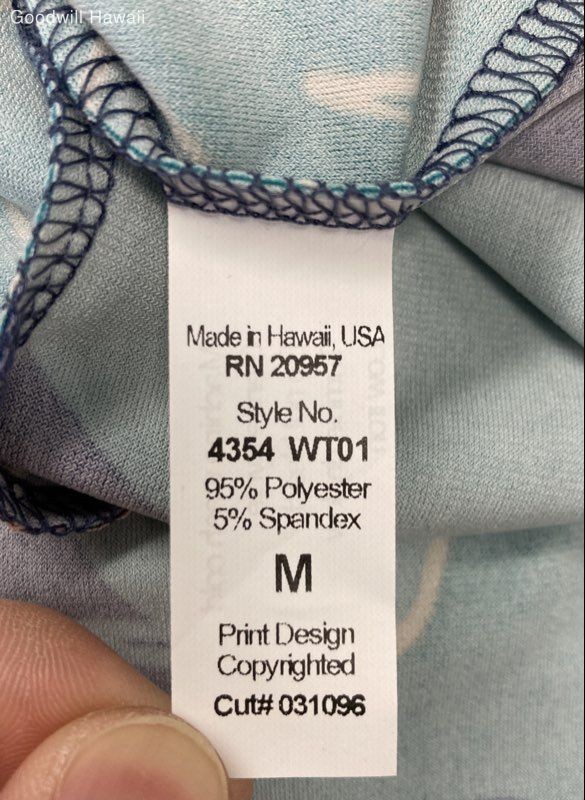 Goodwill Hawaii
Made in Hawaii, USA
RN 20957
Style No.
4354 WT01
95% Polyester
5% Spandex
M
Print Design
Copyrighted
Cut# 031096